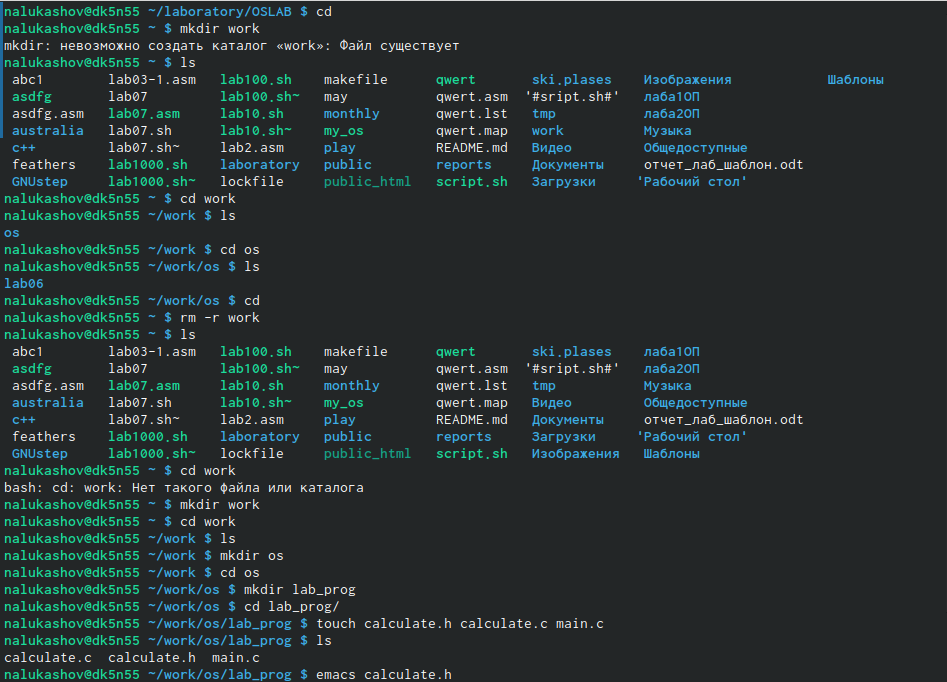 nalukashov@dk5n55 ~/laboratory/OSLAB $ cd
nalukashov@dk5n55 ~ $ mkdir work
mkdir: невозможно создать каталог «work»: Файл существует
nalukashov@dk5n55 ~ $ ls
abc1 lab03-1.asm lab100.sh makefile qwert ski.plases Изображения Шаблоны
asdfg lab07 lab100.sh~ may qwert.asm '#sript.sh#' лаба1ОП
asdfg.asm lab07.asm lab10.sh monthly qwert.lst tmp лаба2ОП
australia lab07.sh lab10.sh~ my_os qwert.map work Музыка
c++ lab07.sh~ lab2.asm play README.md Видео Общедоступные
feathers lab1000.sh laboratory public reports Документы отчет_лаб_шаблон.odt
GNUstep lab1000.sh~ lockfile public_html script.sh Загрузки 'Рабочий стол'
nalukashov@dk5n55 ~ $ cd work
nalukashov@dk5n55 ~/work $ ls
os
nalukashov@dk5n55 ~/work $ cd os
nalukashov@dk5n55 ~/work/os $ ls
lab06
nalukashov@dk5n55 ~/work/os $ cd
nalukashov@dk5n55 ~ $ rm -r work
nalukashov@dk5n55 ~ $ ls
abc1 lab03-1.asm lab100.sh makefile qwert ski.plases лаба1ОП
asdfg lab07 lab100.sh~ may qwert.asm '#sript.sh#' лаба2ОП
asdfg.asm lab07.asm lab10.sh monthly qwert.lst tmp Музыка
australia lab07.sh lab10.sh~ my_os qwert.map Видео Общедоступные
c++ lab07.sh~ lab2.asm play README.md Документы отчет_лаб_шаблон.odt
feathers lab1000.sh laboratory public reports Загрузки 'Рабочий стол'
GNUstep lab1000.sh~ lockfile public_html script.sh Изображения Шаблоны
nalukashov@dk5n55 ~ $ cd work
bash: cd: work: Нет такого файла или каталога
nalukashov@dk5n55 ~ $ mkdir work
nalukashov@dk5n55 ~ $ cd work
nalukashov@dk5n55 ~/work $ ls
nalukashov@dk5n55 ~/work $ mkdir os
nalukashov@dk5n55 ~/work $ cd os
nalukashov@dk5n55 ~/work/os $ mkdir lab_prog
nalukashov@dk5n55 ~/work/os $ cd lab_prog/
nalukashov@dk5n55 ~/work/os/lab_prog $ touch calculate.h calculate.c main.c
nalukashov@dk5n55 ~/work/os/lab_prog $ ls
calculate.c calculate.h main.c
nalukashov@dk5n55 ~/work/os/lab_prog $ emacs calculate.h